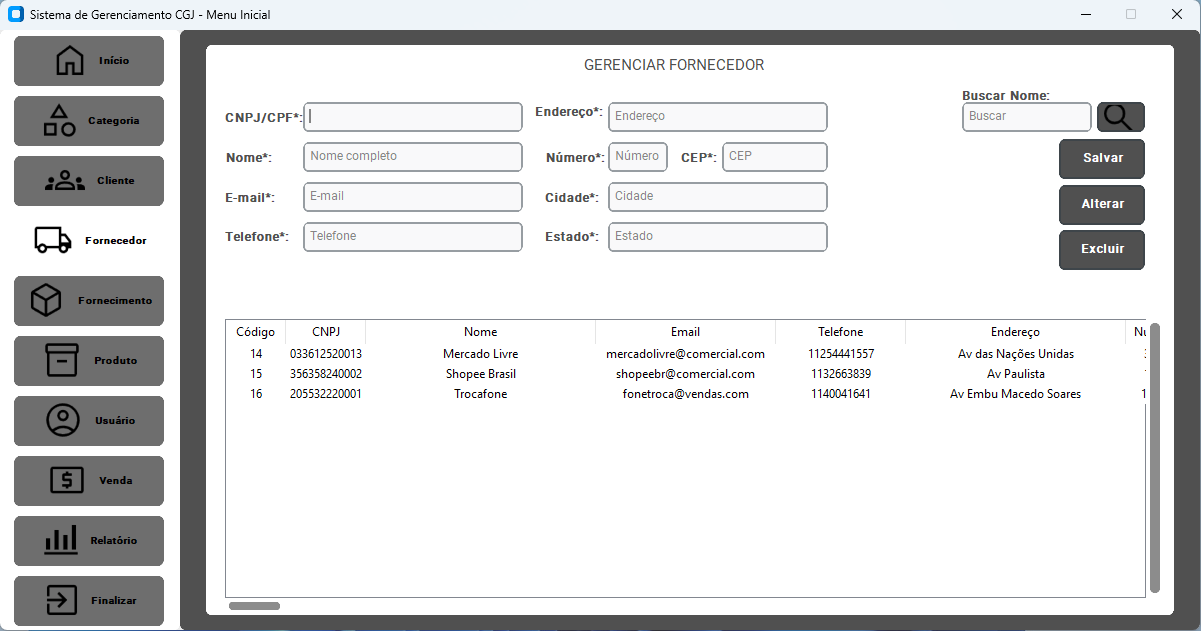 Sistema de Gerenciamento CGJ - Menu Inicial
Início
Categoria
Cliente
Fornecedor
Fornecimento
Produto
Usuário
Venda
Relatório
Finalizar
GERENCIAR FORNECEDOR
CNPJ/CPF*:
Endereço*: Endereço
Buscar Nome:
Buscar
Nome*: Nome completo
Número*: Número CEP*: CEP
Salvar
E-mail*: E-mail
Cidade*: Cidade
Alterar
Telefone*: Telefone
Estado*: Estado
Excluir
Código CNPJ Nome Email Telefone Endereço
14 033612520013 Mercado Livre mercadolivre@comercial.com 11254441557 Av das Nações Unidas
15 356358240002 Shopee Brasil shopeebr@comercial.com 1132663839 Av Paulista
16 205532220001 Trocafone fonetroca@vendas.com 1140041641 Av Embu Macedo Soares